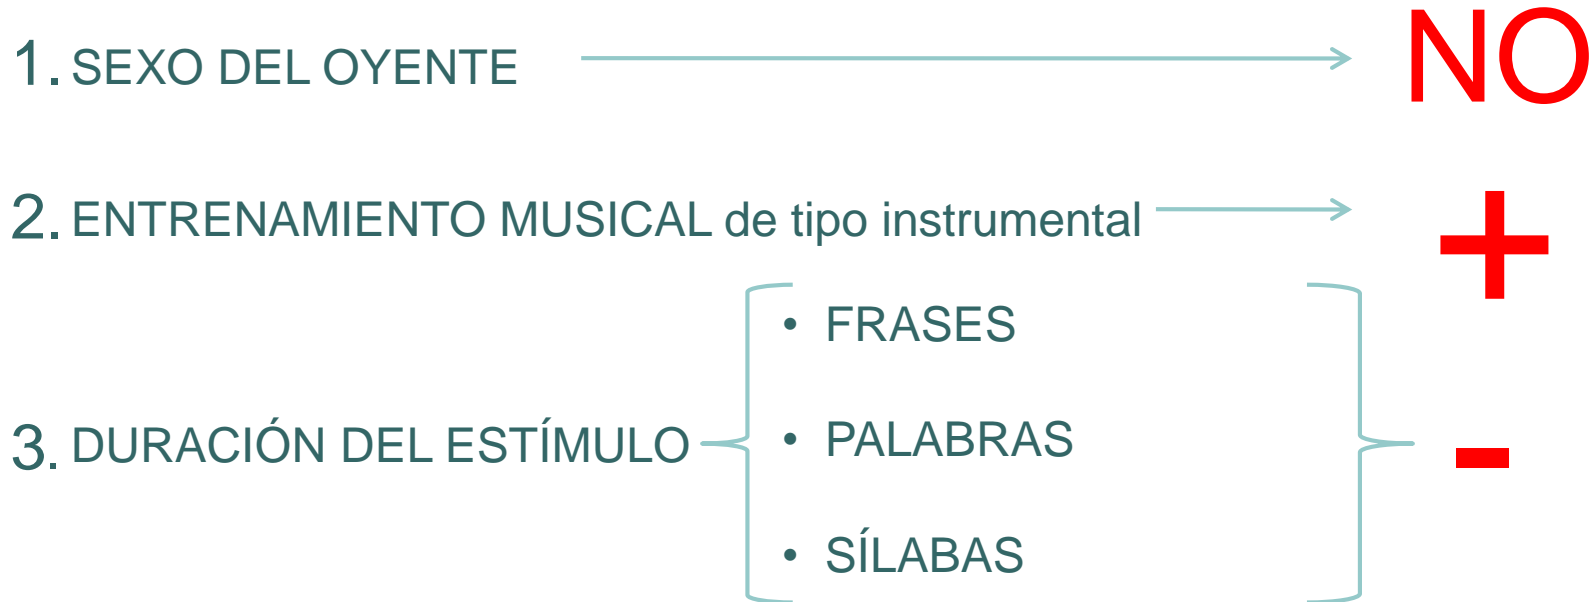 1. SEXO DEL OYENTE NO
2. ENTRENAMIENTO MUSICAL de tipo instrumental +
• FRASES
3. DURACIÓN DEL ESTÍMULO • PALABRAS -
• SÍLABAS